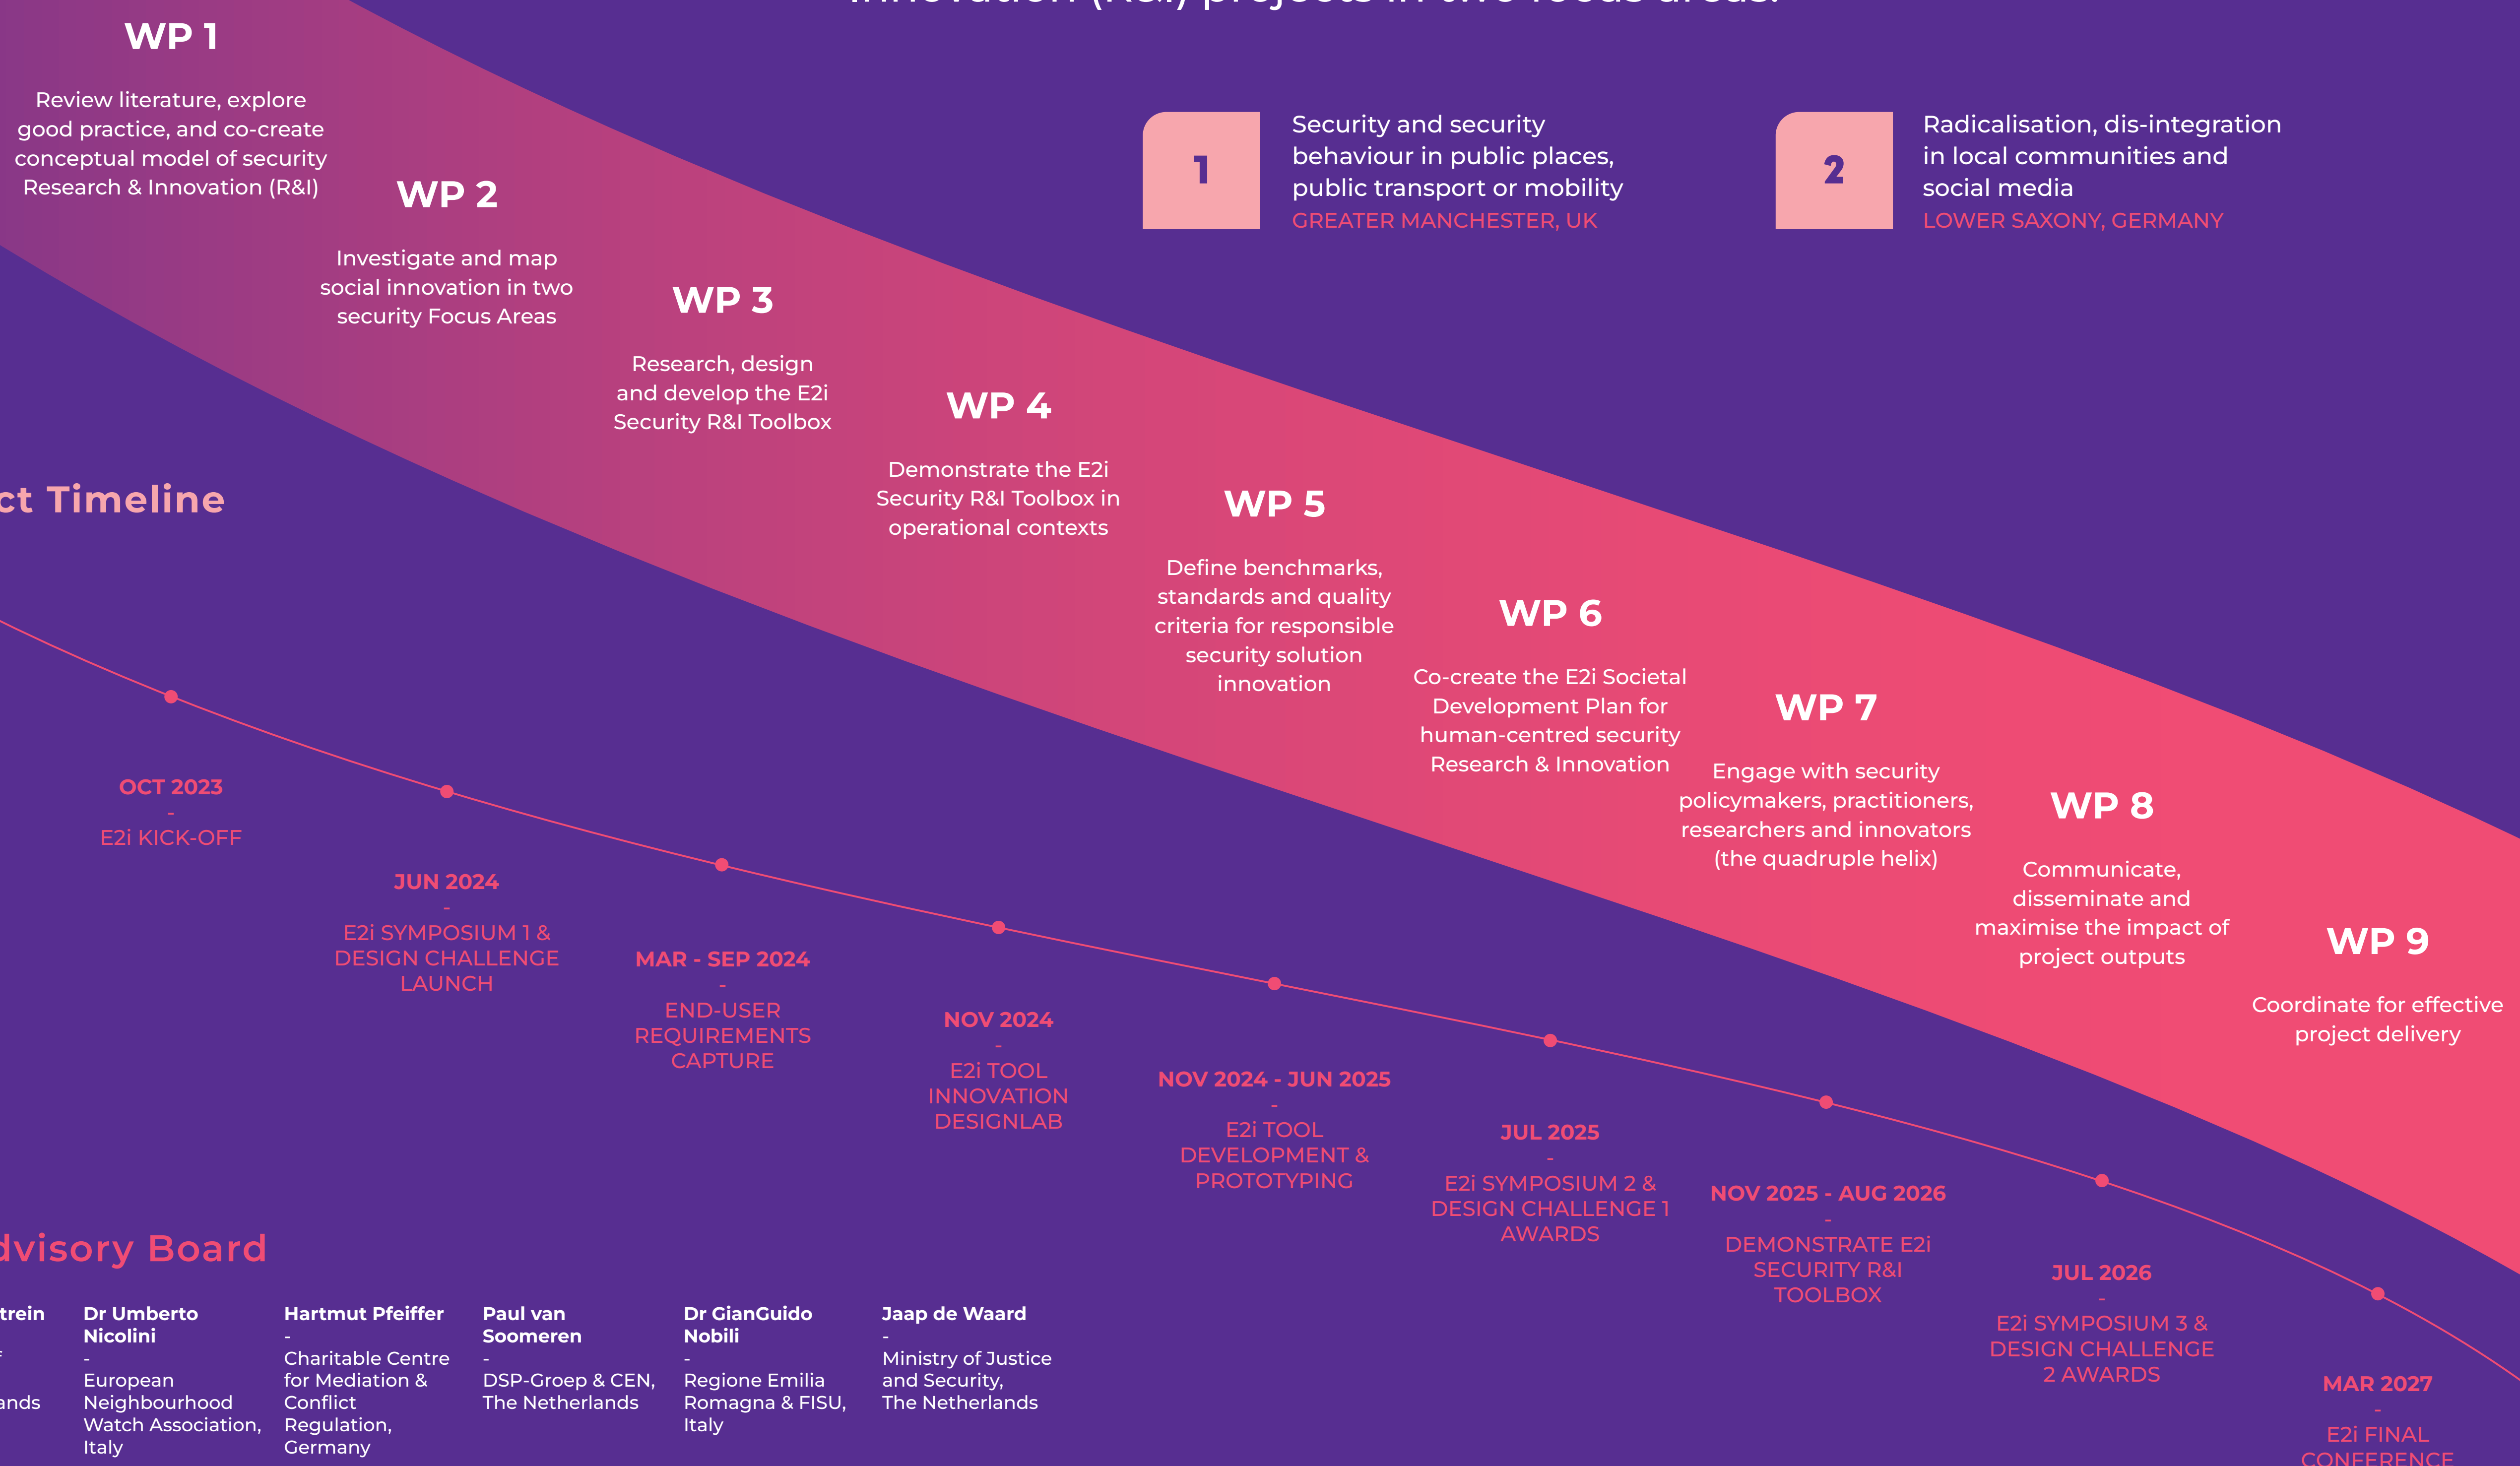 innovation (R&I) projects in two focus areas:
1
Security and security
behaviour in public places,
public transport or mobility
GREATER MANCHESTER, UK
2
Radicalisation, dis-integration
in local communities and
social media
LOWER SAXONY, GERMANY
WP 1
Review literature, explore
good practice, and co-create
conceptual model of security
Research & Innovation (R&I)
WP 2
Investigate and map
social innovation in two
security Focus Areas
WP 3
Research, design
and develop the E2i
Security R&I Toolbox
WP 4
Demonstrate the E2i
Security R&I Toolbox in
operational contexts
WP 5
Define benchmarks,
standards and quality
criteria for responsible
security solution
innovation
WP 6
Co-create the E2i Societal
Development Plan for
human-centred security
Research & Innovation
WP 7
Engage with security
policymakers, practitioners,
researchers and innovators
(the quadruple helix)
WP 8
Communicate,
disseminate and
maximise the impact of
project outputs
WP 9
Coordinate for effective
project delivery
ct Timeline
OCT 2023
-
E2i KICK-OFF
JUN 2024
-
E2i SYMPOSIUM 1 &
DESIGN CHALLENGE
LAUNCH
MAR - SEP 2024
-
END-USER
REQUIREMENTS
CAPTURE
NOV 2024
-
E2i TOOL
INNOVATION
DESIGNLAB
NOV 2024 - JUN 2025
-
E2i TOOL
DEVELOPMENT &
PROTOTYPING
JUL 2025
-
E2i SYMPOSIUM 2 &
DESIGN CHALLENGE 1
AWARDS
NOV 2025 - AUG 2026
-
DEMONSTRATE E2i
SECURITY R&I
TOOLBOX
JUL 2026
-
E2i SYMPOSIUM 3 &
DESIGN CHALLENGE
2 AWARDS
MAR 2027
-
E2i FINAL
CONFERENCE
dvisory Board
trein
ands
Dr Umberto
Nicolini
-
European
Neighbourhood
Watch Association,
Italy
Hartmut Pfeiffer
-
Charitable Centre
for Mediation &
Conflict
Regulation,
Germany
Paul van
Soomeren
-
DSP-Groep & CEN,
The Netherlands
Dr GianGuido
Nobili
-
Regione Emilia
Romagna & FISU,
Italy
Jaap de Waard
-
Ministry of Justice
and Security,
The Netherlands